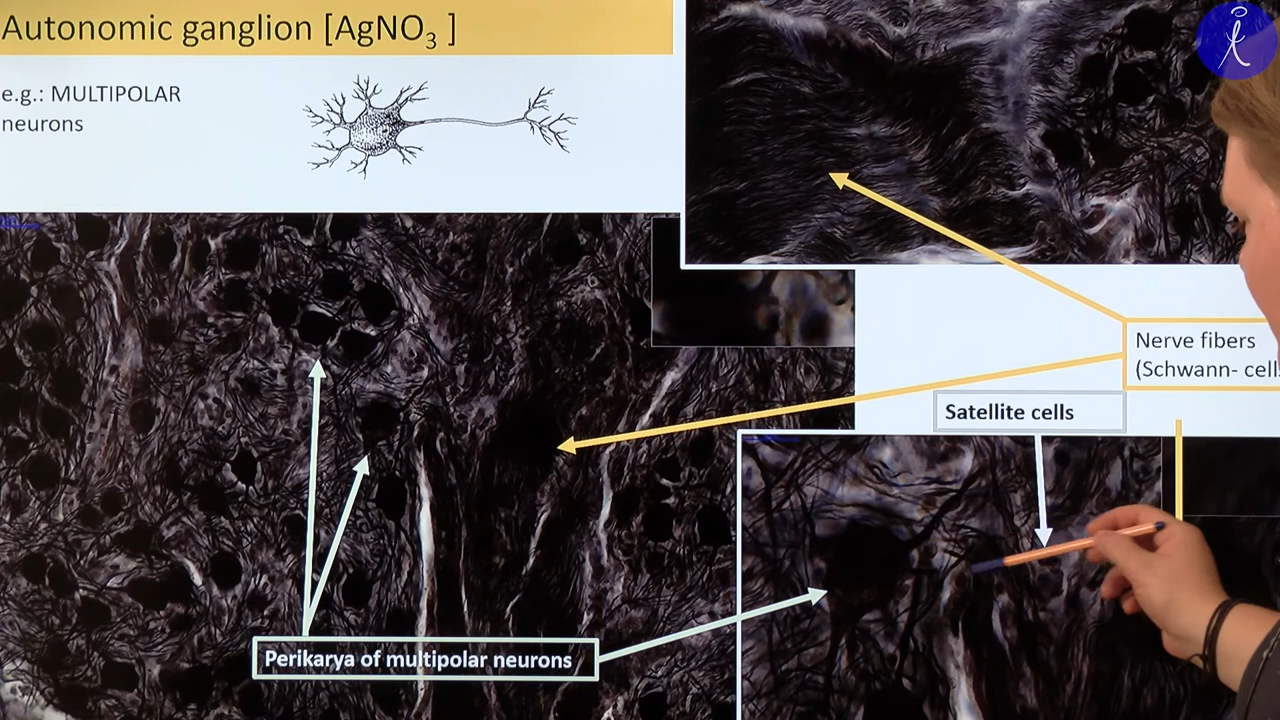 Autonomic ganglion [AgNO3 ]
e.g.: MULTIPOLAR
neurons
Nerve fibers
(Schwann- cell
Satellite cells
Perikarya of multipolar neurons